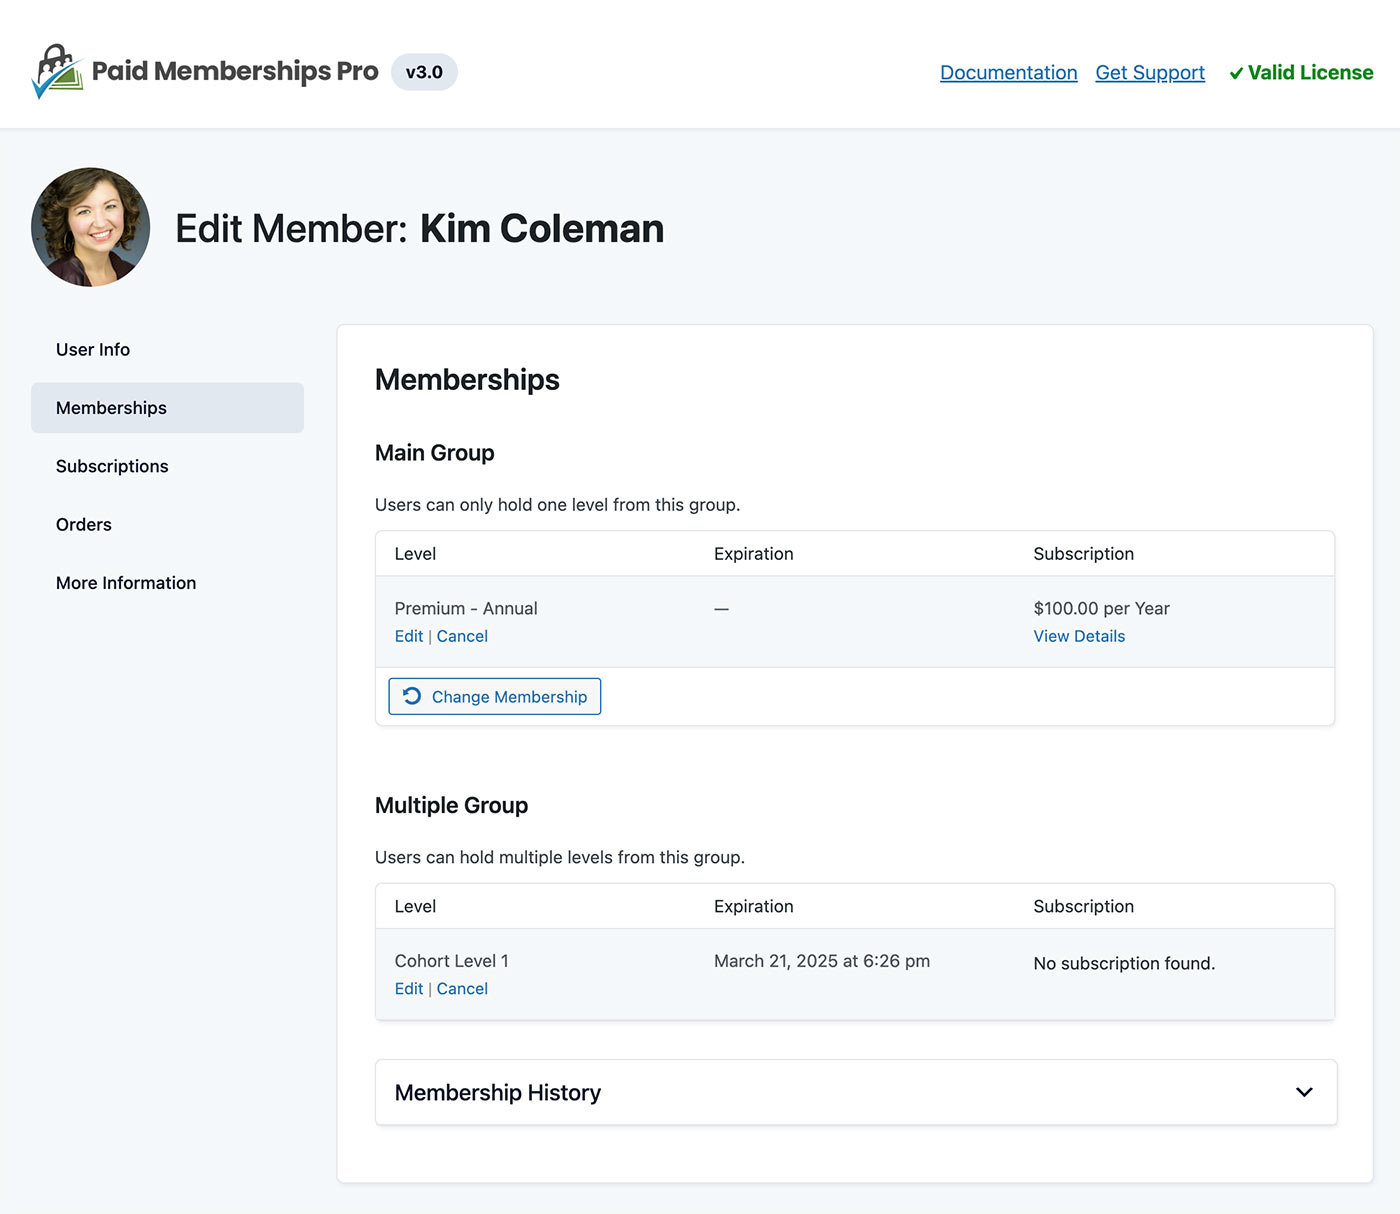 Paid Memberships Pro v3.0
Documentation Get Support Valid License
Edit Member: Kim Coleman
User Info
Memberships
Subscriptions
Orders
More Information
Memberships
Main Group
Users can only hold one level from this group.
Level Expiration Subscription
Premium - Annual — $100.00 per Year
Edit | Cancel View Details
Change Membership
Multiple Group
Users can hold multiple levels from this group.
Level Expiration Subscription
Cohort Level 1 March 21, 2025 at 6:26 pm No subscription found.
Edit | Cancel
Membership History